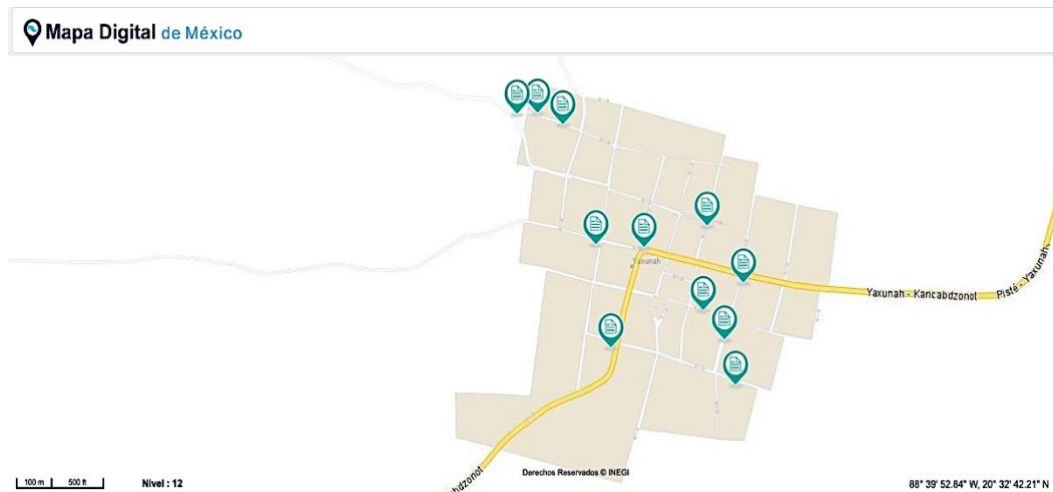 Mapa Digital de México
Yaxunah
Yaxunah - Kancabdzonot
Pisté - Yaxunah
Derechos Reservados © INEGI
100 m 500 ft
Nivel : 12
88° 39' 52.84" W, 20° 32' 42.21" N